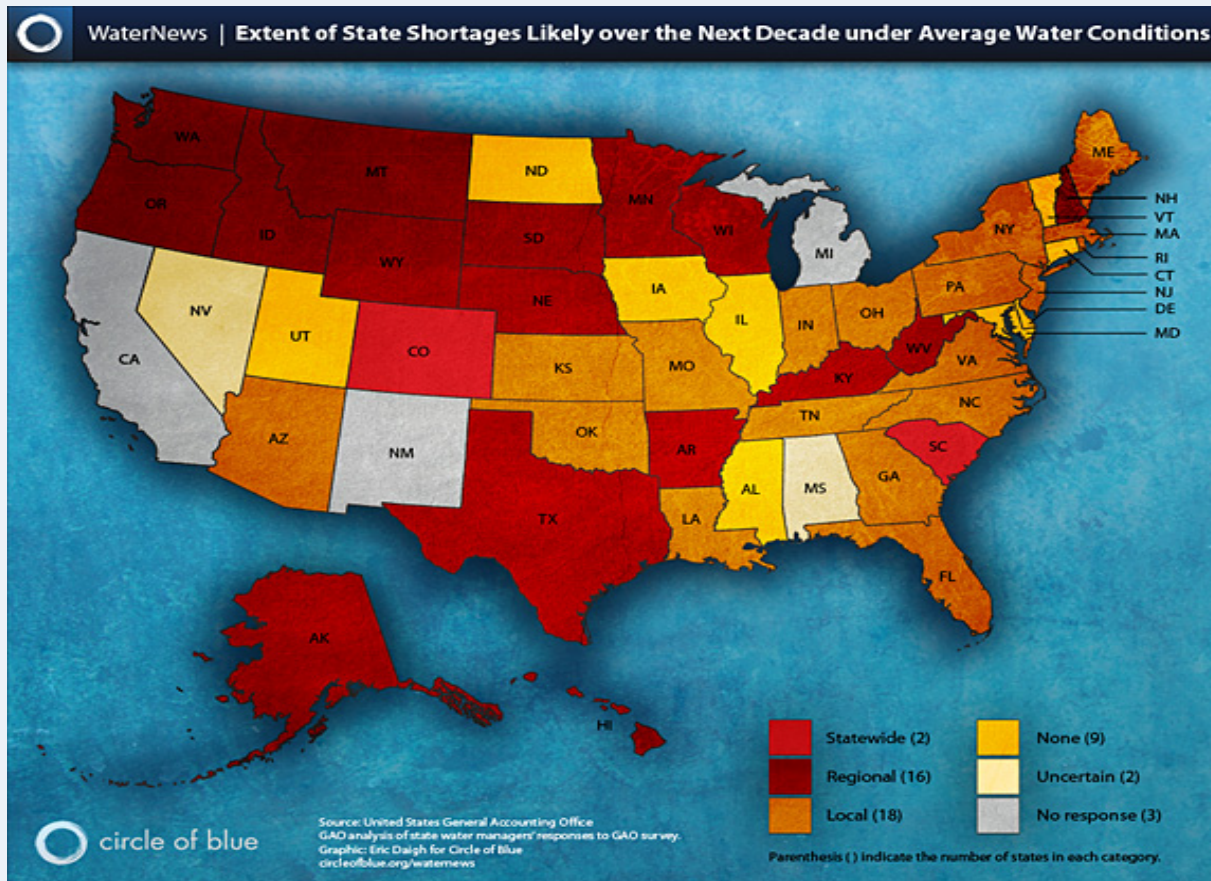 WaterNews | Extent of State Shortages Likely over the Next Decade under Average Water Conditions
WA
MT
ND
MN
ME
OR
ID
SD
WI
NY
NH
VT
MA
WY
MI
RI
CT
NE
IA
PA
NJ
NV
UT
IL
IN
OH
DE
CA
CO
WV
MD
KS
MO
KY
VA
AZ
OK
TN
NC
NM
AR
SC
TX
LA
AL
MS
GA
FL
AK
HI
Statewide (2)
Regional (16)
Local (18)
None (9)
Uncertain (2)
No response (3)
Parenthesis ( ) indicate the number of states in each category.
circle of blue
Source: United States General Accounting Office
GAO analysis of state water managers' responses to GAO survey.
Graphic: Eric Daigh for Circle of Blue
circleofblue.org/waternews